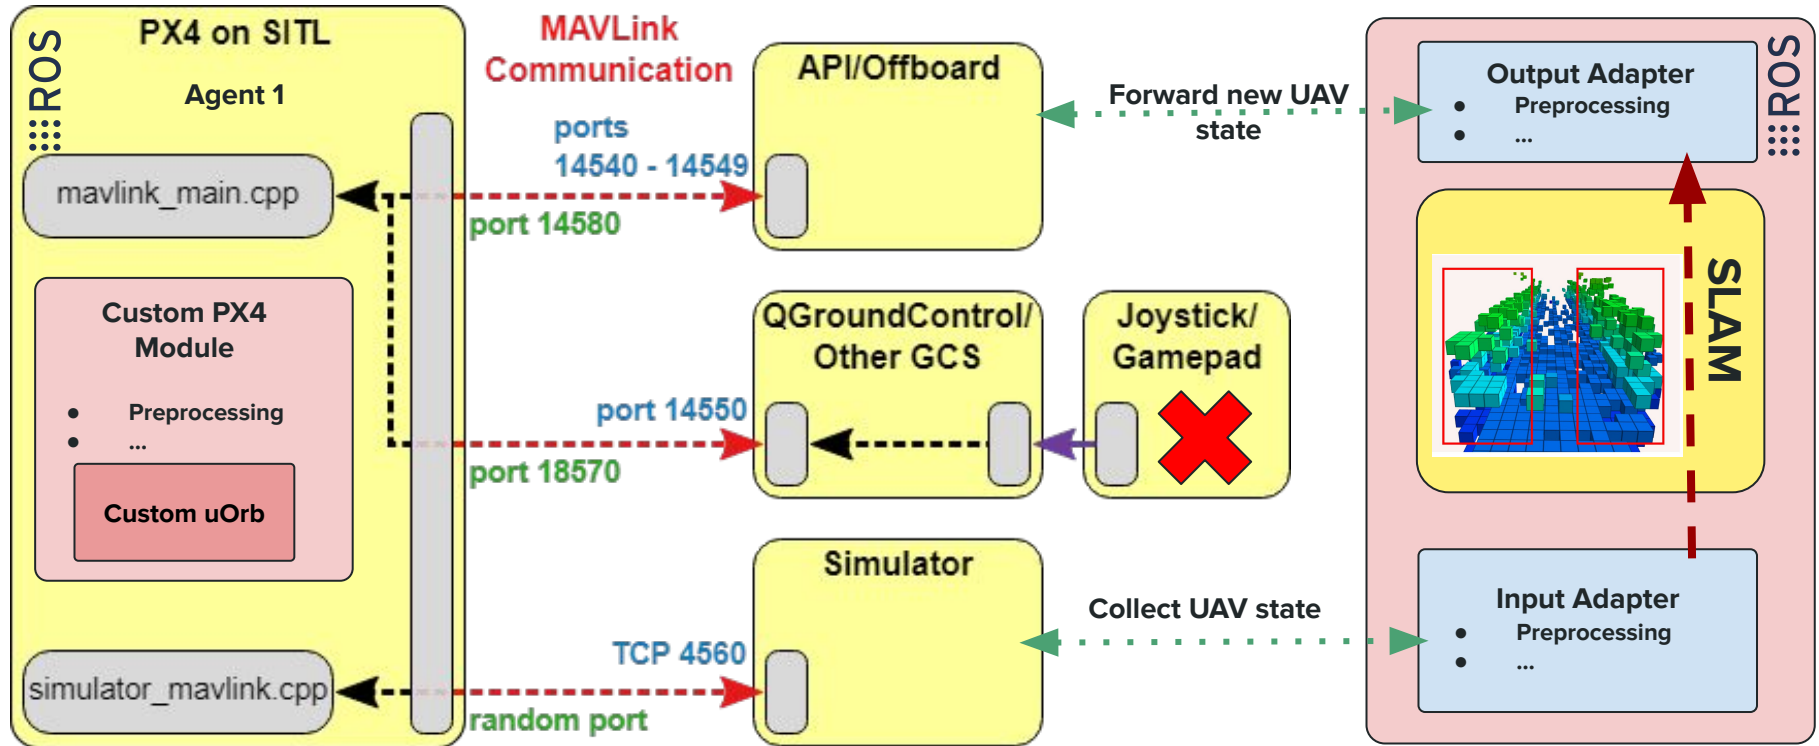 PX4 on SITL
ROS
Agent 1
mavlink_main.cpp
Custom PX4
Module
● Preprocessing
● ...
Custom uOrb
simulator_mavlink.cpp
MAVLink
Communication
ports
14540 - 14549
port 14580
port 14550
port 18570
TCP 4560
random port
API/Offboard
QGroundControl/
Other GCS
Joystick/
Gamepad
Simulator
Forward new UAV
state
Collect UAV state
ROS
Output Adapter
● Preprocessing
● ...
SLAM
Input Adapter
● Preprocessing
● ...